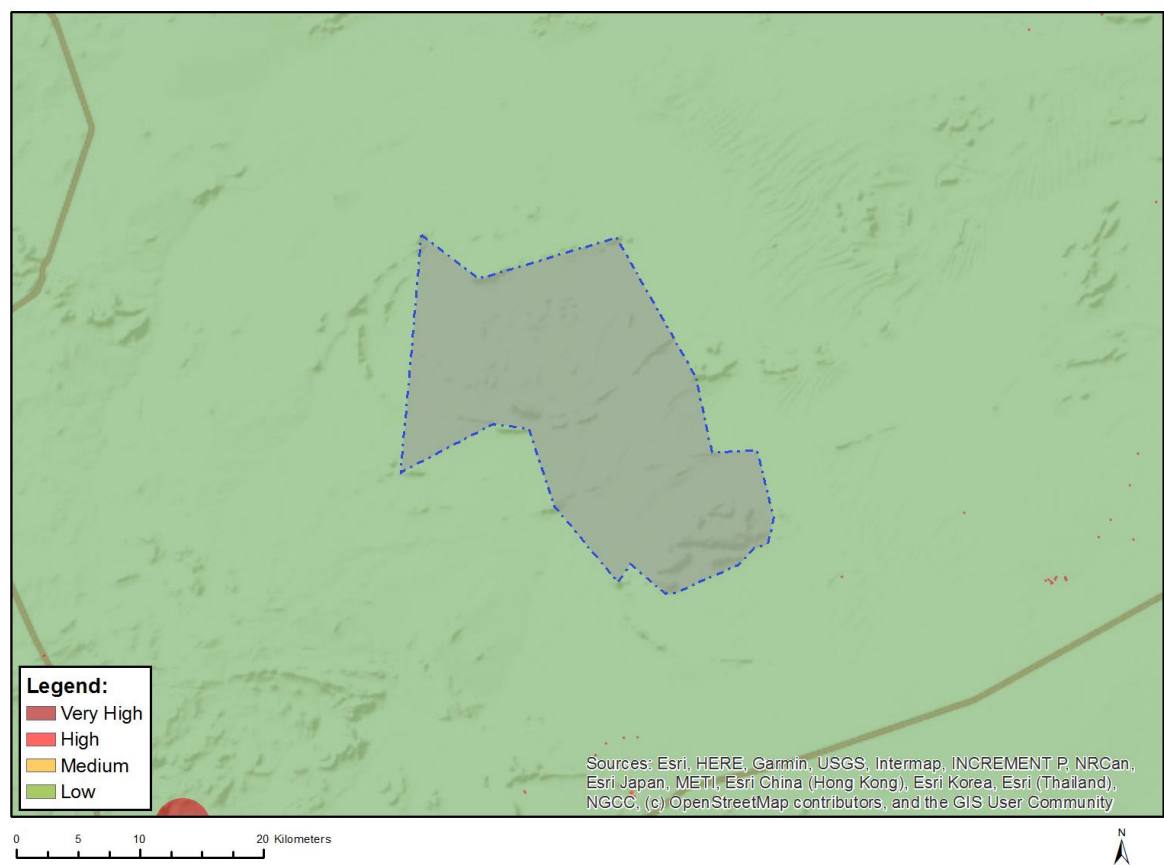 Legend:
Very High
High
Medium
Low
Sources: Esri, HERE, Garmin, USGS, Intermap, INCREMENT P, NRCan,
Esri Japan, METI, Esri China (Hong Kong), Esri Korea, Esri (Thailand),
NGCC, (c) OpenStreetMap contributors, and the GIS User Community
0 5 10 20 Kilometers
N